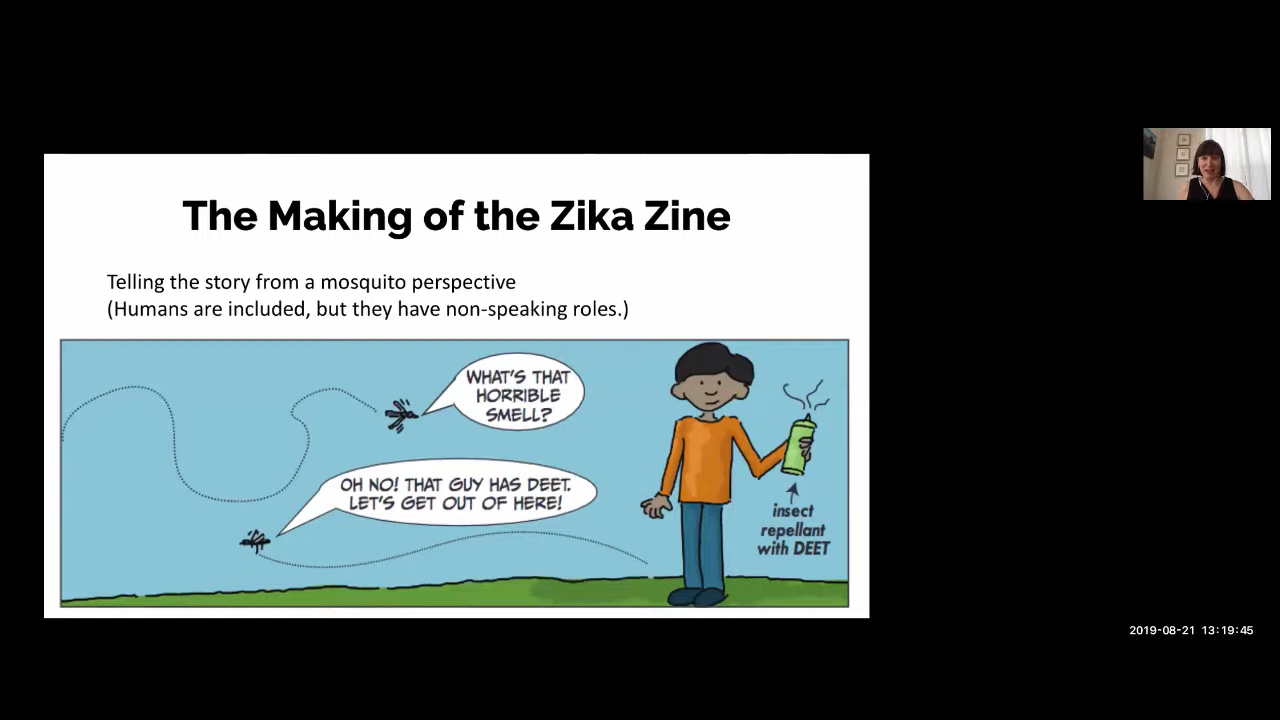 The Making of the Zika Zine
Telling the story from a mosquito perspective
(Humans are included, but they have non-speaking roles.)
WHAT'S THAT
HORRIBLE
SMELL?
OH NO! THAT GUY HAS DEET.
LET'S GET OUT OF HERE!
insect
repellant
with DEET
2019-08-21 13:19:45